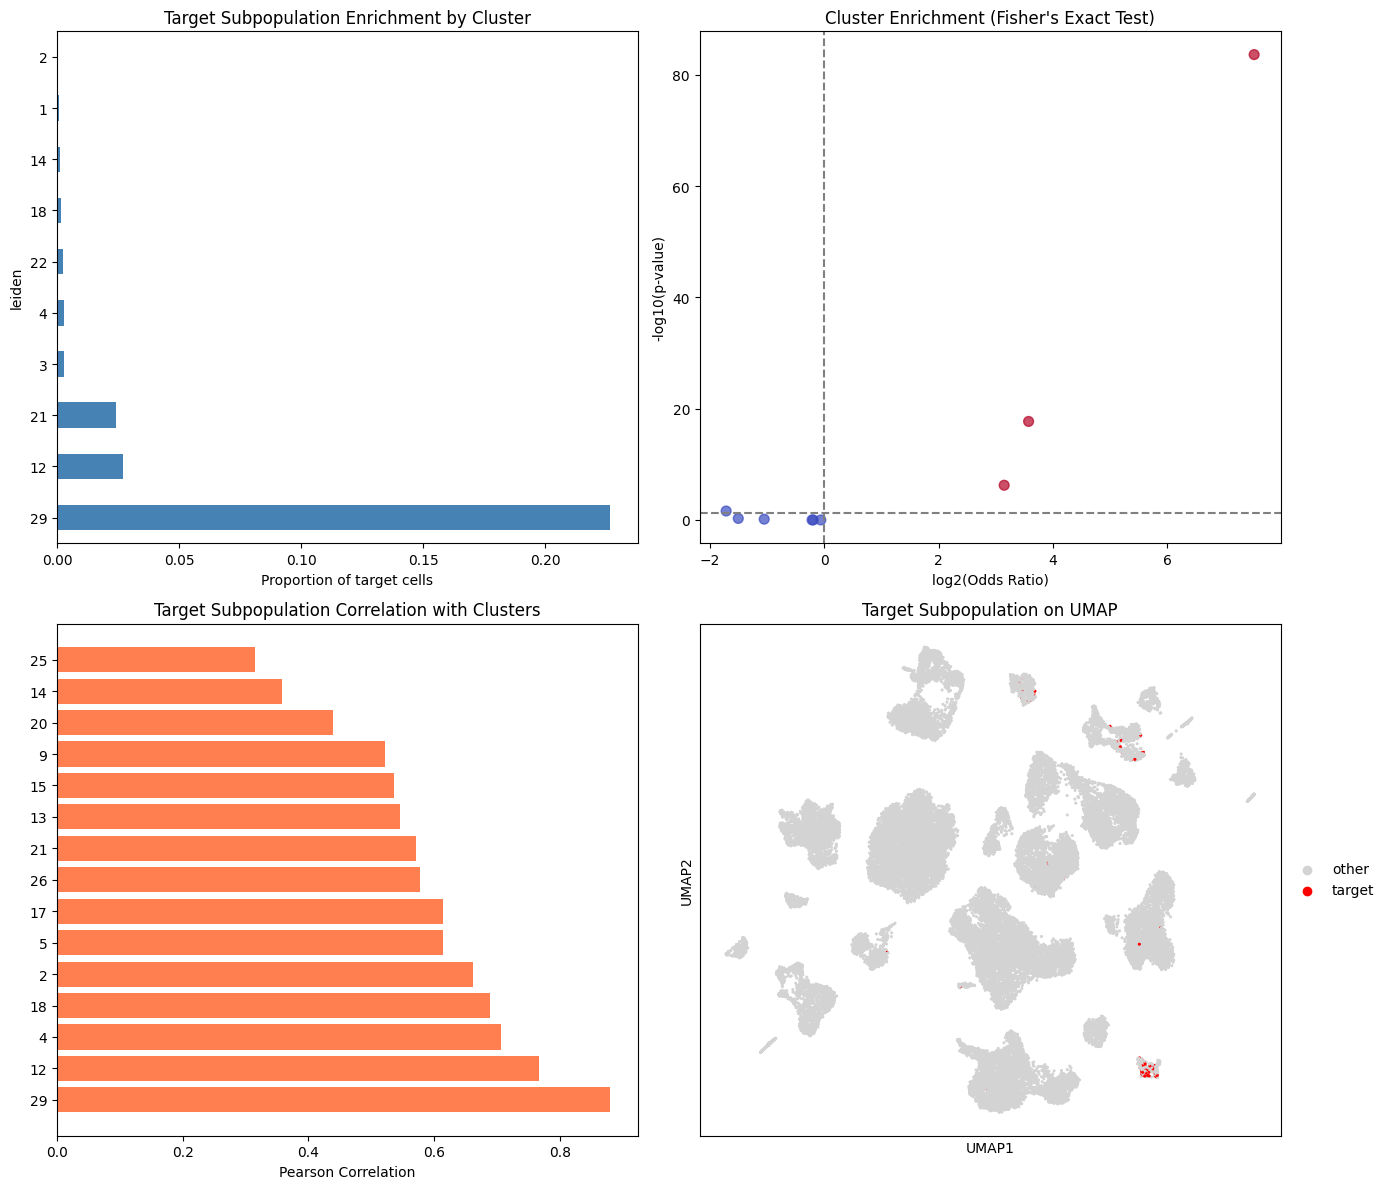 Target Subpopulation Enrichment by Cluster
2
1
14
18
22
4
3
21
12
29
leiden
0.00 0.05 0.10 0.15 0.20
Proportion of target cells
Cluster Enrichment (Fisher's Exact Test)
80
60
40
20
0
-log10(p-value)
−2 0 2 4 6
log2(Odds Ratio)
Target Subpopulation Correlation with Clusters
25
14
20
9
15
13
21
26
17
5
2
18
4
12
29
0.0 0.2 0.4 0.6 0.8
Pearson Correlation
Target Subpopulation on UMAP
UMAP2
UMAP1
other
target